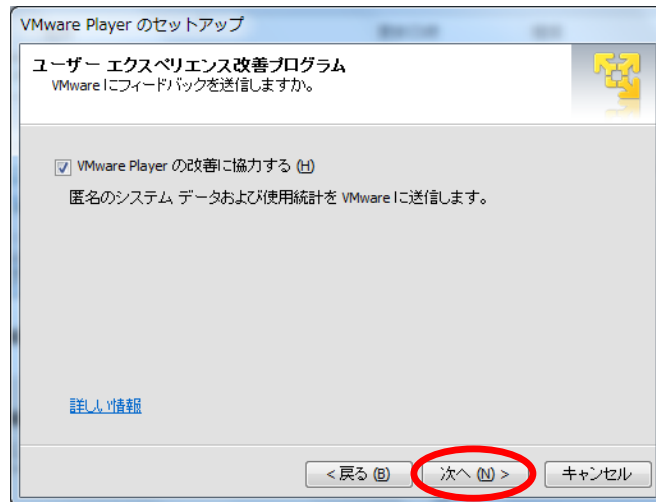 VMware Player のセットアップ
ユーザー エクスペリエンス改善プログラム
VMware にフィードバックを送信しますか。
VMware Player の改善に協力する (H)
匿名のシステム データおよび使用統計を VMware に送信します。
詳しい情報
< 戻る (B) 次へ (N) > キャンセル